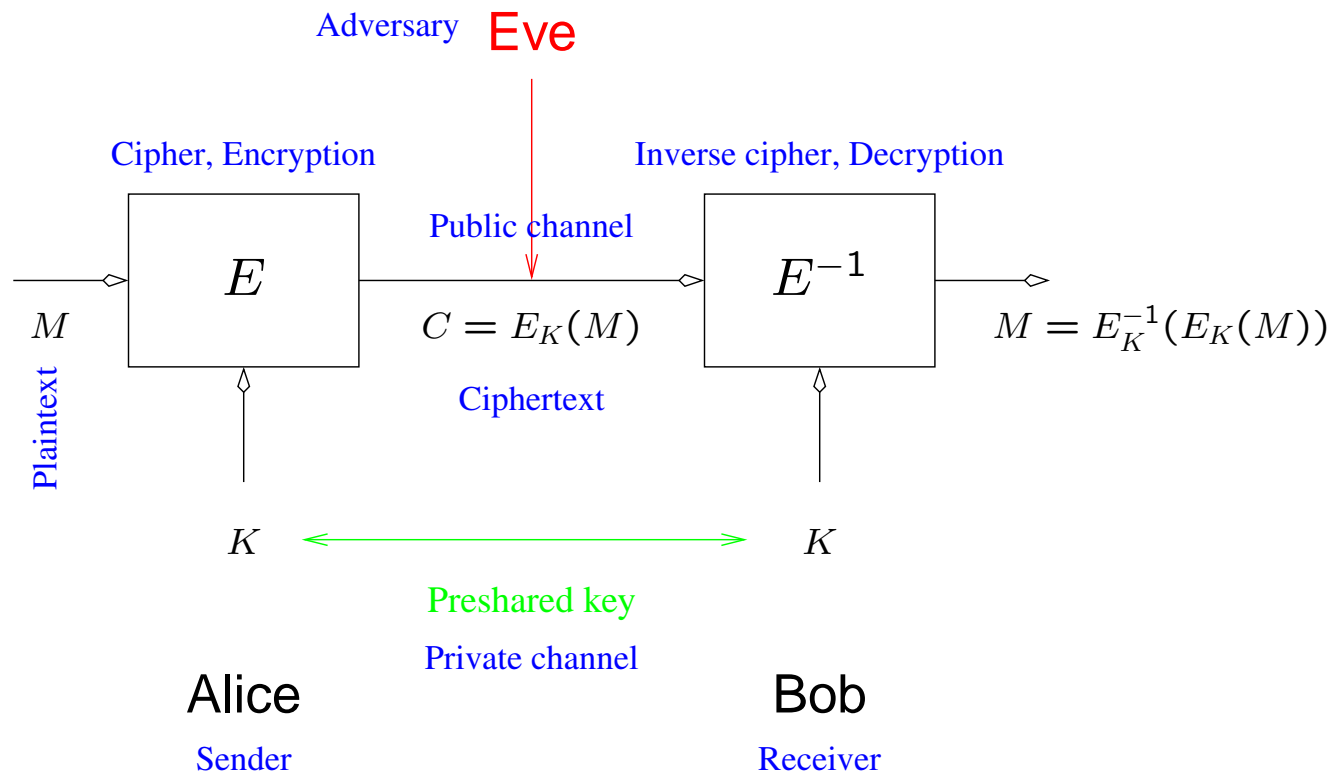 Adversary Eve
Cipher, Encryption
Inverse cipher, Decryption
Public channel
E
E⁻¹
M
C = E_K(M)
M = E_K⁻¹(E_K(M))
Plaintext
Ciphertext
K
K
Preshared key
Private channel
Alice
Bob
Sender
Receiver